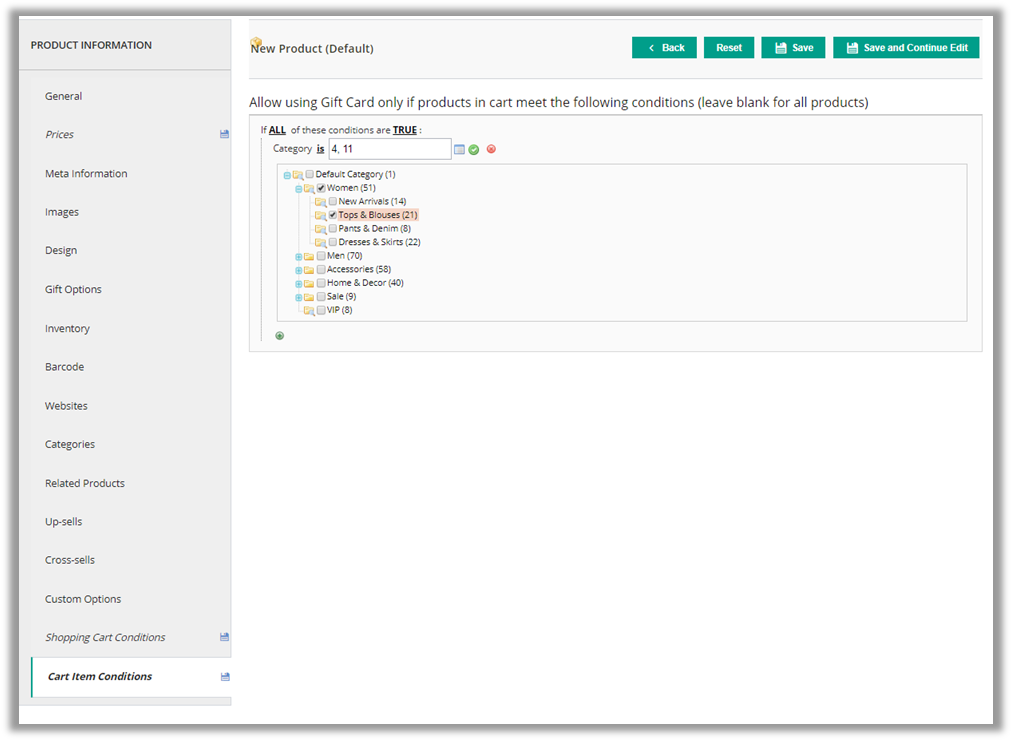 PRODUCT INFORMATION
General
Prices
Meta Information
Images
Design
Gift Options
Inventory
Barcode
Websites
Categories
Related Products
Up-sells
Cross-sells
Custom Options
Shopping Cart Conditions
Cart Item Conditions
New Product (Default)
Back Reset Save Save and Continue Edit
Allow using Gift Card only if products in cart meet the following conditions (leave blank for all products)
If ALL of these conditions are TRUE :
Category is 4, 11
Default Category (1)
Women (51)
New Arrivals (14)
Tops & Blouses (21)
Pants & Denim (8)
Dresses & Skirts (22)
Men (70)
Accessories (58)
Home & Decor (40)
Sale (9)
VIP (8)